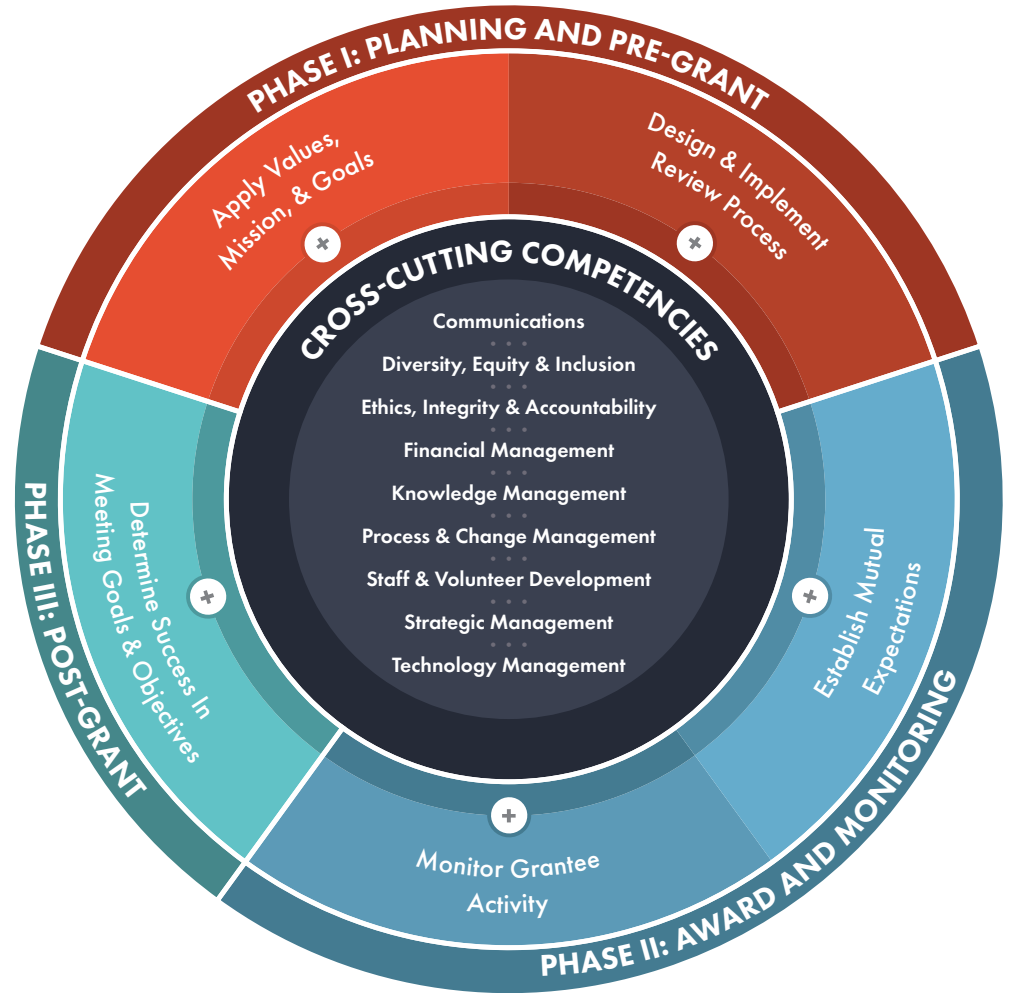 PHASE I: PLANNING AND PRE-GRANT
Apply Values,
Mission, & Goals
Design & Implement
Review Process
CROSS-CUTTING COMPETENCIES
Communications
Diversity, Equity & Inclusion
Ethics, Integrity & Accountability
Financial Management
Knowledge Management
Process & Change Management
Staff & Volunteer Development
Strategic Management
Technology Management
Establish Mutual
Expectations
PHASE II: AWARD AND MONITORING
Monitor Grantee
Activity
PHASE III: POST-GRANT
Determine Success In
Meeting Goals & Objectives